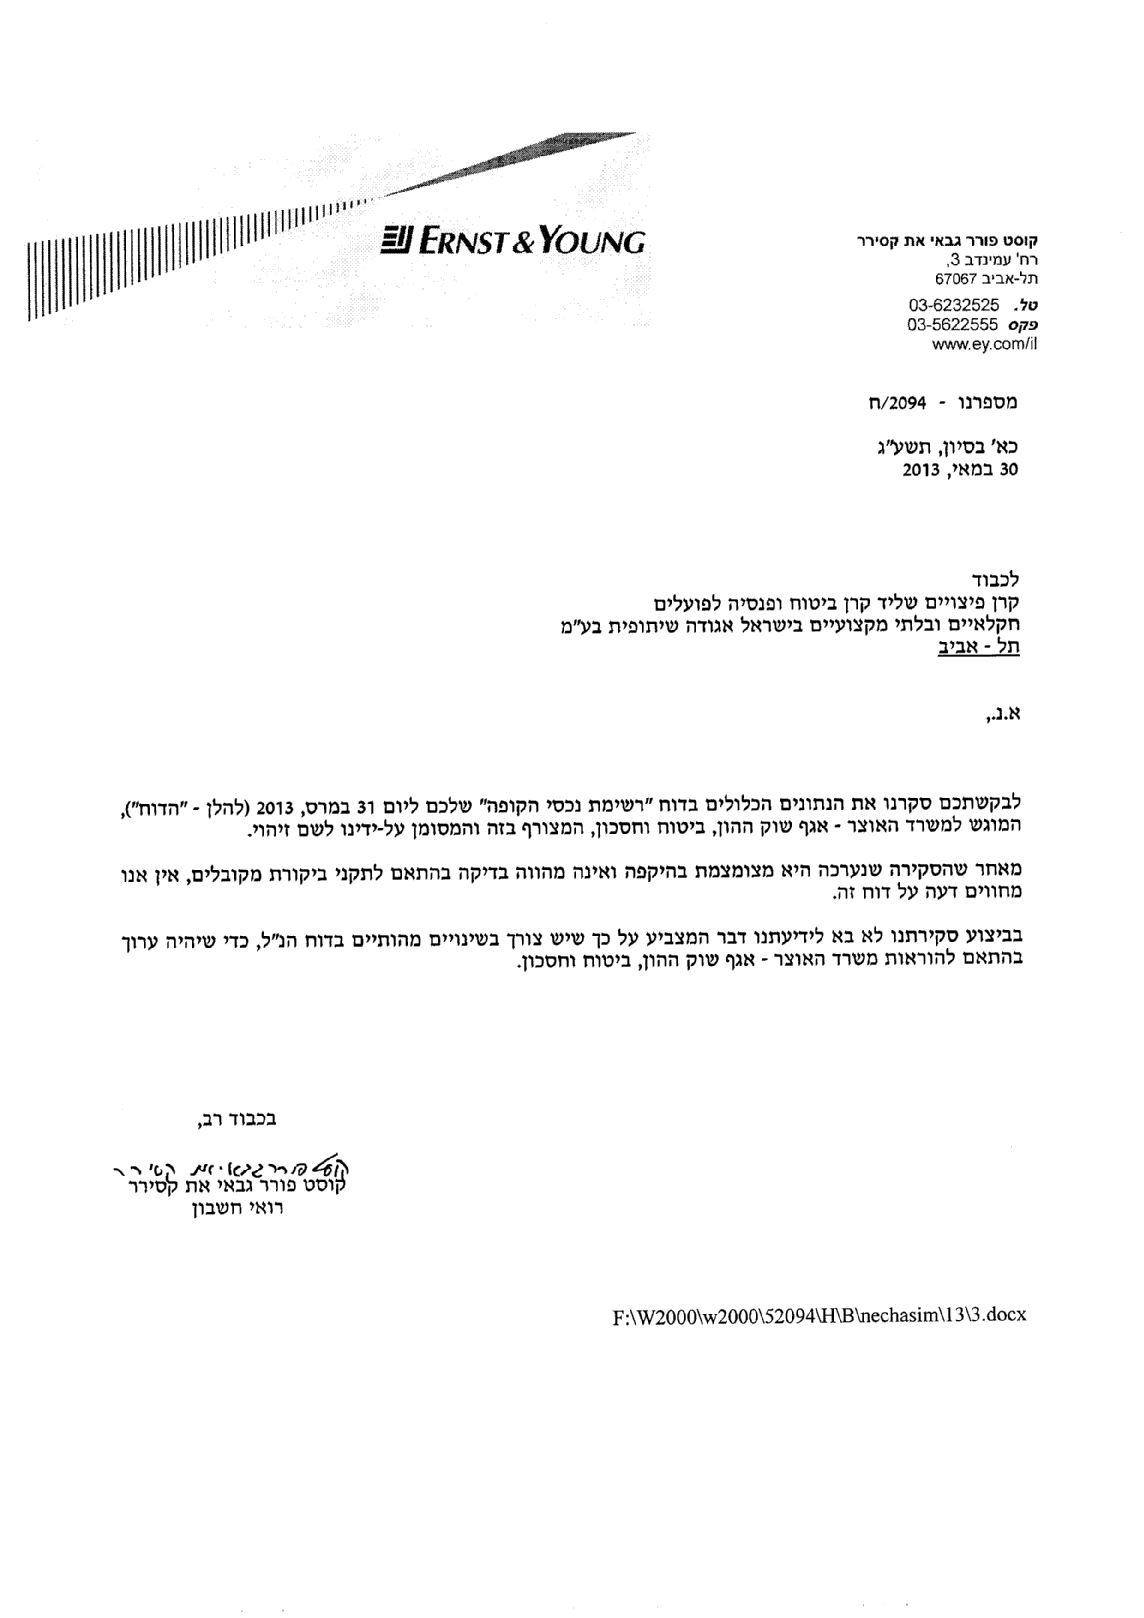 ERNST & YOUNG
קוסט פורר גבאי את קסירר
רח' עמינדב 3,
תל-אביב 67067
טל. 03-6232525
פקס 03-5622555
www.ey.com/il
מספרנו - 2094/ח
כא' בסיון, תשע"ג
30 במאי, 2013
לכבוד
קרן פיצויים שליד קרן ביטוח ופנסיה לפועלים
חקלאיים ובלתי מקצועיים בישראל אגודה שיתופית בע"מ
תל - אביב
א.נ.,
לבקשתכם סקרנו את הנתונים הכלולים בדוח "רשימת נכסי הקופה" שלכם ליום 31 במרס, 2013 (להלן - "הדוח"),
המוגש למשרד האוצר - אגף שוק ההון, ביטוח וחסכון, המצורף בזה והמסומן על-ידינו לשם זיהוי.
מאחר שהסקירה שנערכה היא מצומצמת בהיקפה ואינה מהווה בדיקה בהתאם לתקני ביקורת מקובלים, אין אנו
מחווים דעה על דוח זה.
בביצוע סקירתנו לא בא לידיעתנו דבר המצביע על כך שיש צורך בשינויים מהותיים בדוח הנ"ל, כדי שיהיה ערוך
בהתאם להוראות משרד האוצר - אגף שוק ההון, ביטוח וחסכון.
בכבוד רב,
קוסט פורר גבאי את קסירר
קוסט פורר גבאי את קסירר
רואי חשבון
F:\W2000\w2000\52094\H\B\nechasim\13\3.docx